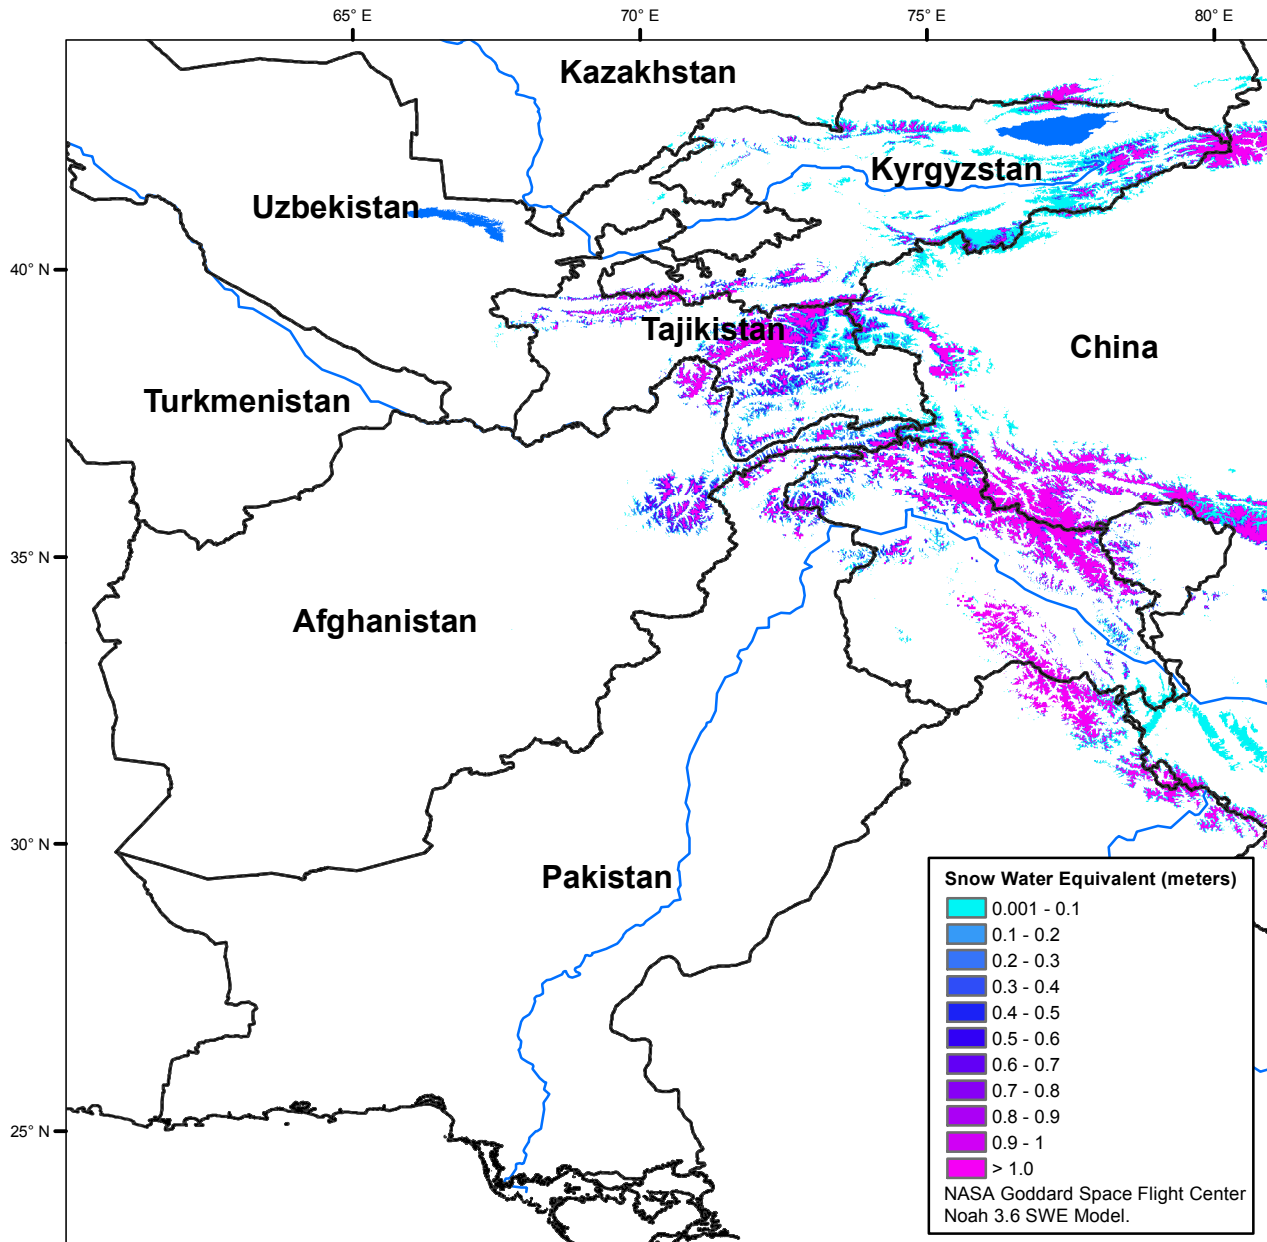 65° E
70° E
75° E
80° E
Kazakhstan
Kyrgyzstan
Uzbekistan
40° N
Tajikistan
China
Turkmenistan
35° N
Afghanistan
30° N
Pakistan
25° N
Snow Water Equivalent (meters)
0.001 - 0.1
0.1 - 0.2
0.2 - 0.3
0.3 - 0.4
0.4 - 0.5
0.5 - 0.6
0.6 - 0.7
0.7 - 0.8
0.8 - 0.9
0.9 - 1
> 1.0
NASA Goddard Space Flight Center
Noah 3.6 SWE Model.